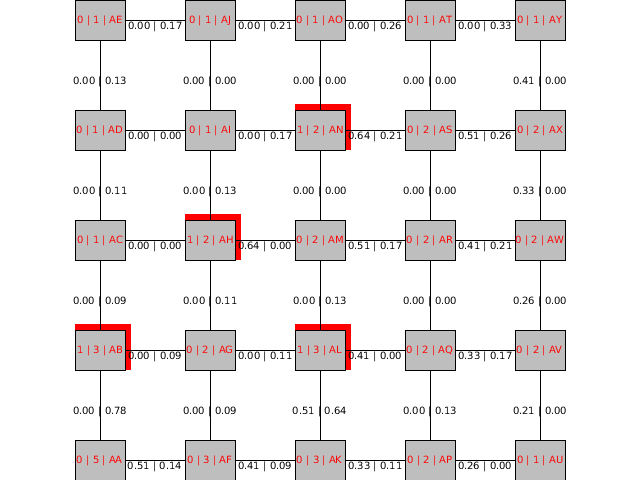 0 | 1 | AE 0.00 | 0.17 0 | 1 | AJ 0.00 | 0.21 0 | 1 | AO 0.00 | 0.26 0 | 1 | AT 0.00 | 0.33 0 | 1 | AY
0.00 | 0.13 0.00 | 0.00 0.00 | 0.00 0.00 | 0.00 0.41 | 0.00
0 | 1 | AD 0.00 | 0.00 0 | 1 | AI 0.00 | 0.17 1 | 2 | AN 0.64 | 0.21 0 | 2 | AS 0.51 | 0.26 0 | 2 | AX
0.00 | 0.11 0.00 | 0.13 0.00 | 0.00 0.00 | 0.00 0.33 | 0.00
0 | 1 | AC 0.00 | 0.00 1 | 2 | AH 0.64 | 0.00 0 | 2 | AM 0.51 | 0.17 0 | 2 | AR 0.41 | 0.21 0 | 2 | AW
0.00 | 0.09 0.00 | 0.11 0.00 | 0.13 0.00 | 0.00 0.26 | 0.00
1 | 3 | AB 0.00 | 0.09 0 | 2 | AG 0.00 | 0.11 1 | 3 | AL 0.41 | 0.00 0 | 2 | AQ 0.33 | 0.17 0 | 2 | AV
0.00 | 0.78 0.00 | 0.09 0.51 | 0.64 0.00 | 0.13 0.21 | 0.00
0 | 5 | AA 0.51 | 0.14 0 | 3 | AF 0.41 | 0.09 0 | 3 | AK 0.33 | 0.11 0 | 2 | AP 0.26 | 0.00 0 | 1 | AU